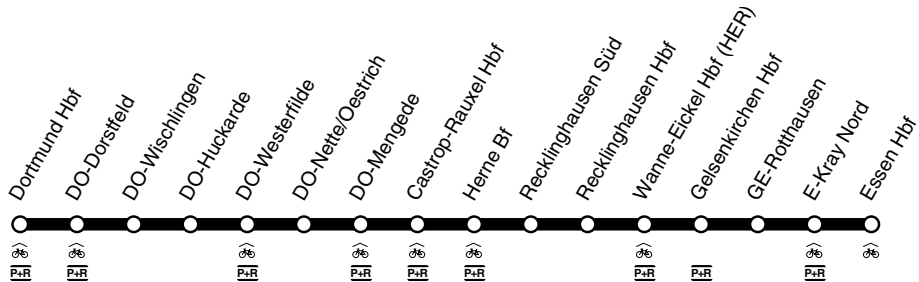 Dortmund Hbf
DO-Dorstfeld
DO-Wischlingen
DO-Huckarde
DO-Westerfilde
DO-Nette/Oestrich
DO-Mengede
Castrop-Rauxel Hbf
Herne Bf
Recklinghausen Süd
Recklinghausen Hbf
Wanne-Eickel Hbf (HER)
Gelsenkirchen Hbf
GE-Rotthausen
E-Kray Nord
Essen Hbf
P+R P+R P+R P+R P+R P+R P+R P+R P+R